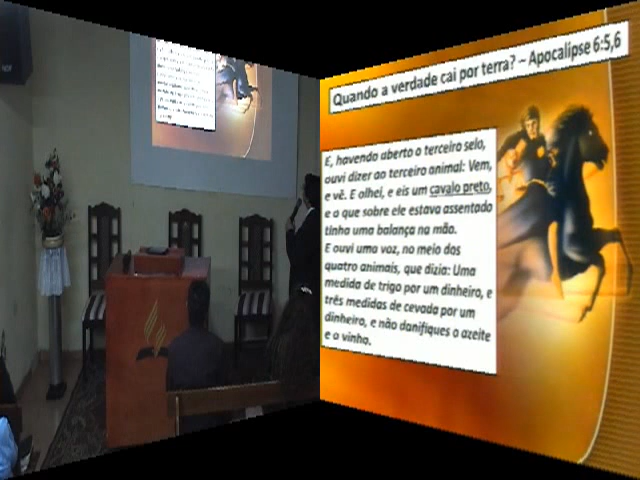 Quando a verdade cai por terra? ~ Apocalipse 6:5,6
E, havendo aberto o terceiro selo,
ouvi dizer ao terceiro animal: Vem,
e vê. E olhei, e eis um cavalo preto,
e o que sobre ele estava assentado
tinha uma balança na mão.
E ouvi uma voz, no meio dos
quatro animais, que dizia: Uma
medida de trigo por um dinheiro, e
três medidas de cevada por um
dinheiro, e não danifiques o azeite
e o vinho.